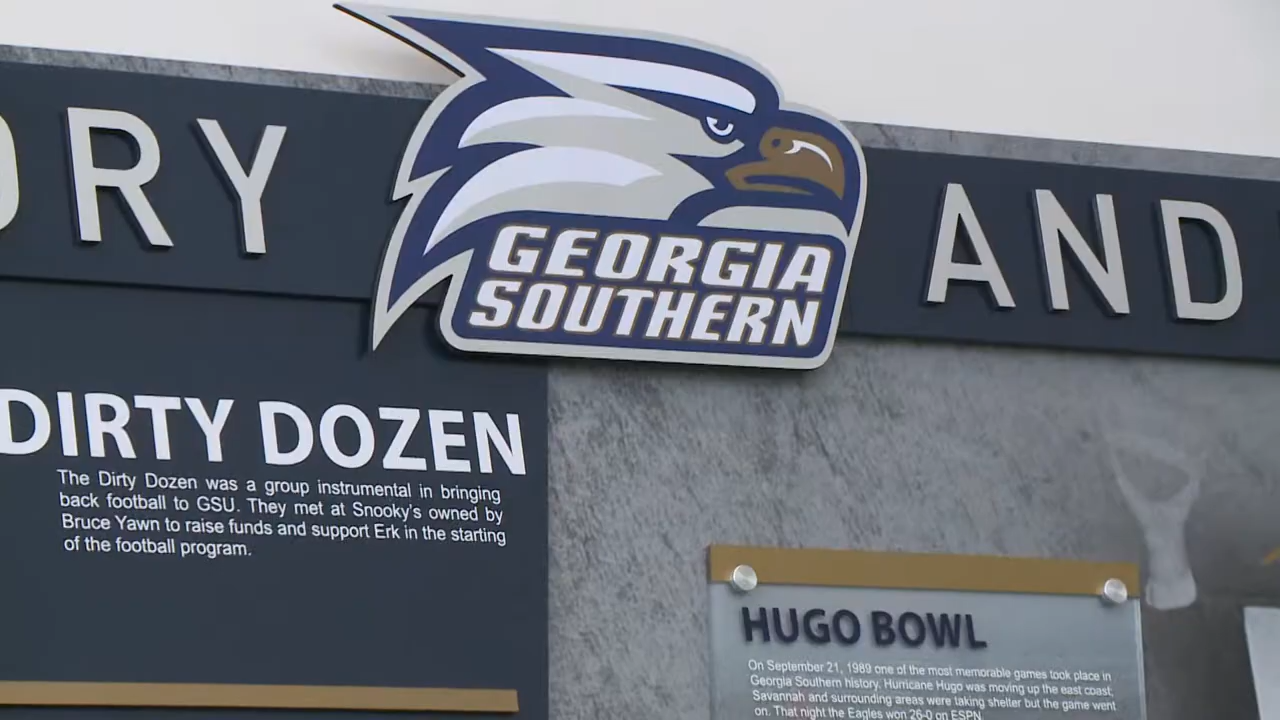 ORY
AND
GEORGIA
SOUTHERN
DIRTY DOZEN
The Dirty Dozen was a group instrumental in bringing
back football to GSU. They met at Snooky's owned by
Bruce Yawn to raise funds and support Erk in the starting
of the football program.
HUGO BOWL
On September 21, 1989 one of the most memorable games took place in
Georgia Southern history. Hurricane Hugo was moving up the east coast,
Savannah and surrounding areas were taking shelter but the game went
on. That night the Eagles won 26-0 on ESPN.